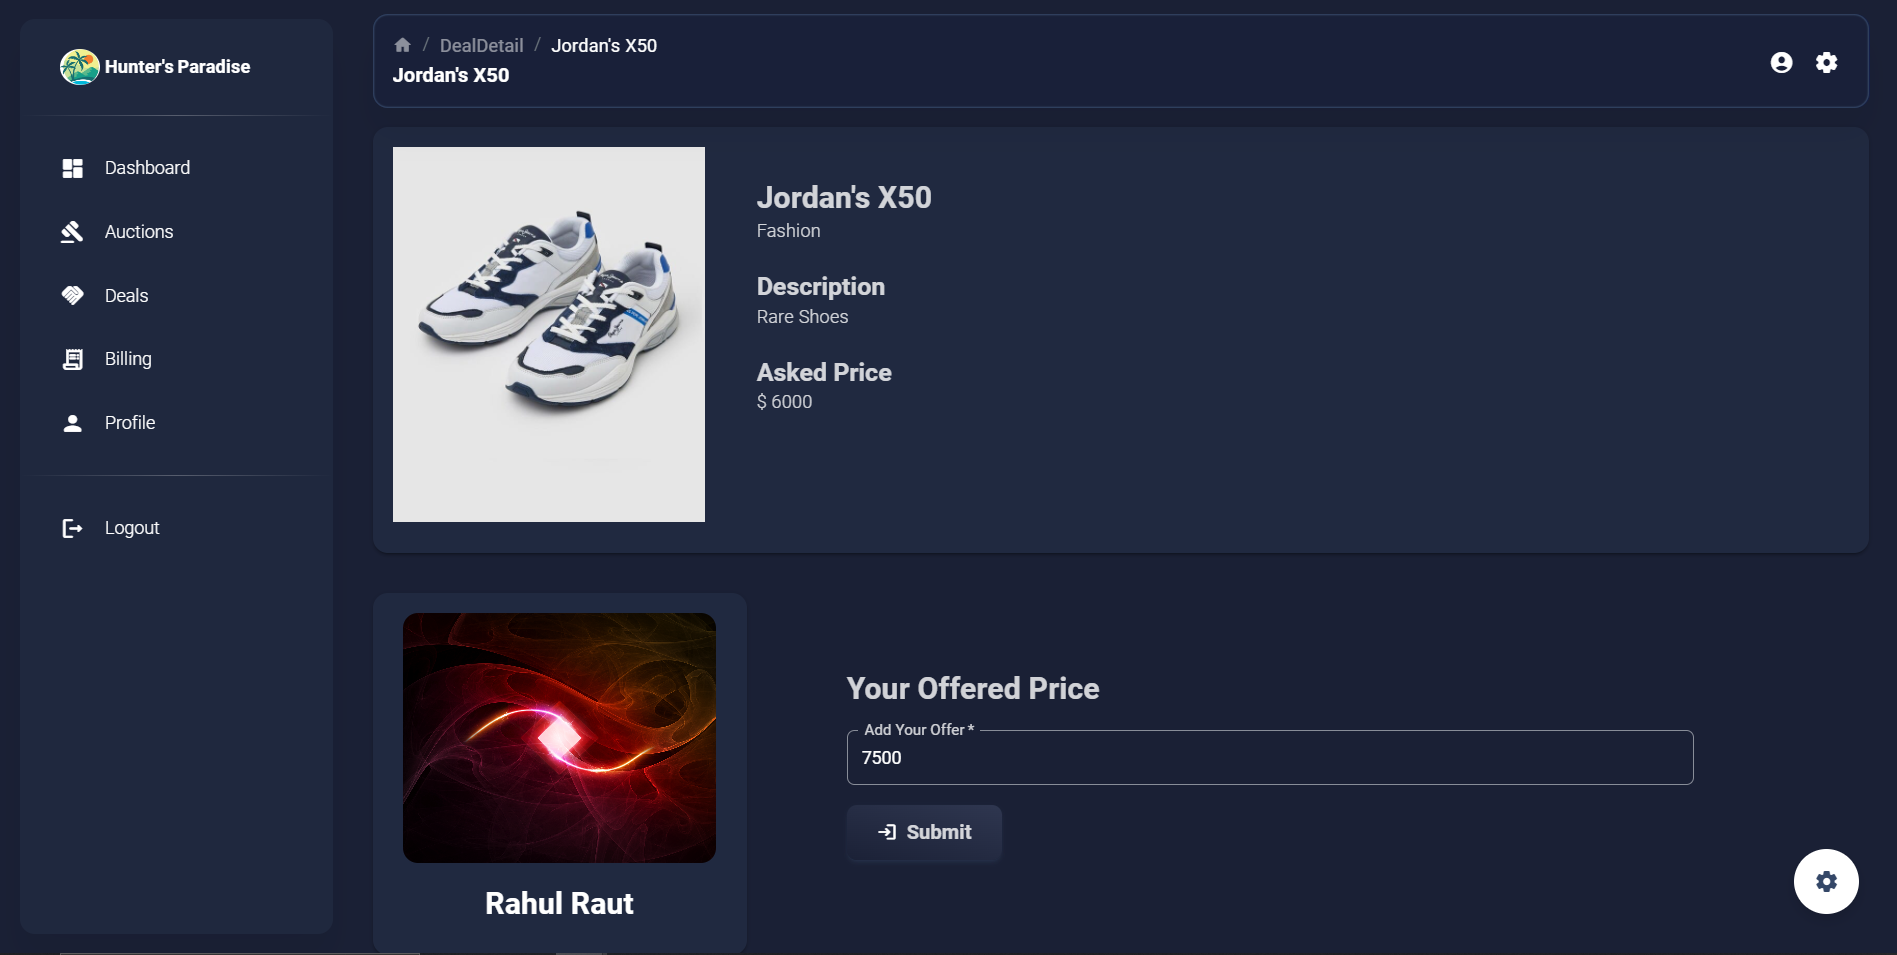 Hunter's Paradise
Dashboard
Auctions
Deals
Billing
Profile
Logout
/ DealDetail / Jordan's X50
Jordan's X50
Jordan's X50
Fashion
Description
Rare Shoes
Asked Price
$ 6000
Rahul Raut
Your Offered Price
Add Your Offer *
7500
Submit